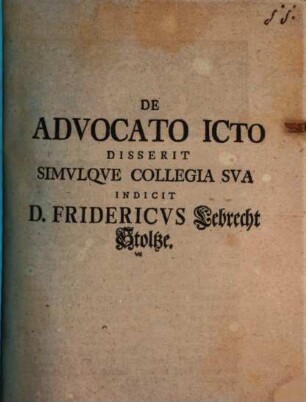 DE
ADVOCATO ICTO
DISSERIT
SIMVLQVE COLLEGIA SVA
INDICIT
D. FRIDERICVS Lebrecht
Stoltze.